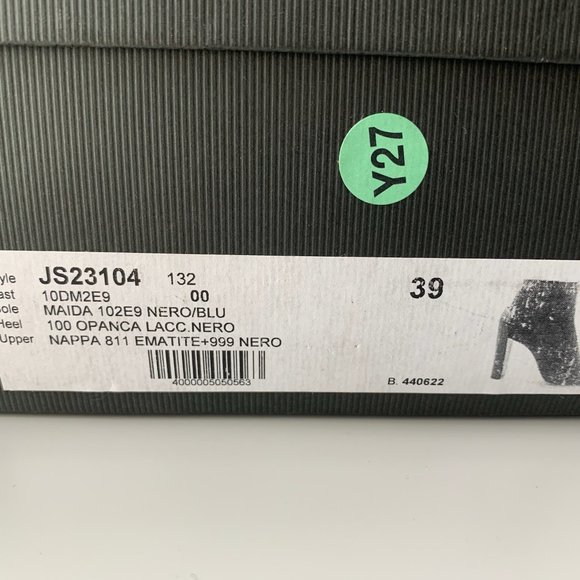 Y27
yle JS23104 132 39
ast 10DM2E9 00
ole MAIDA 102E9 NERO/BLU
Heel 100 OPANCA LACC.NERO
Upper NAPPA 811 EMATITE+999 NERO
4000005050563
B. 440622